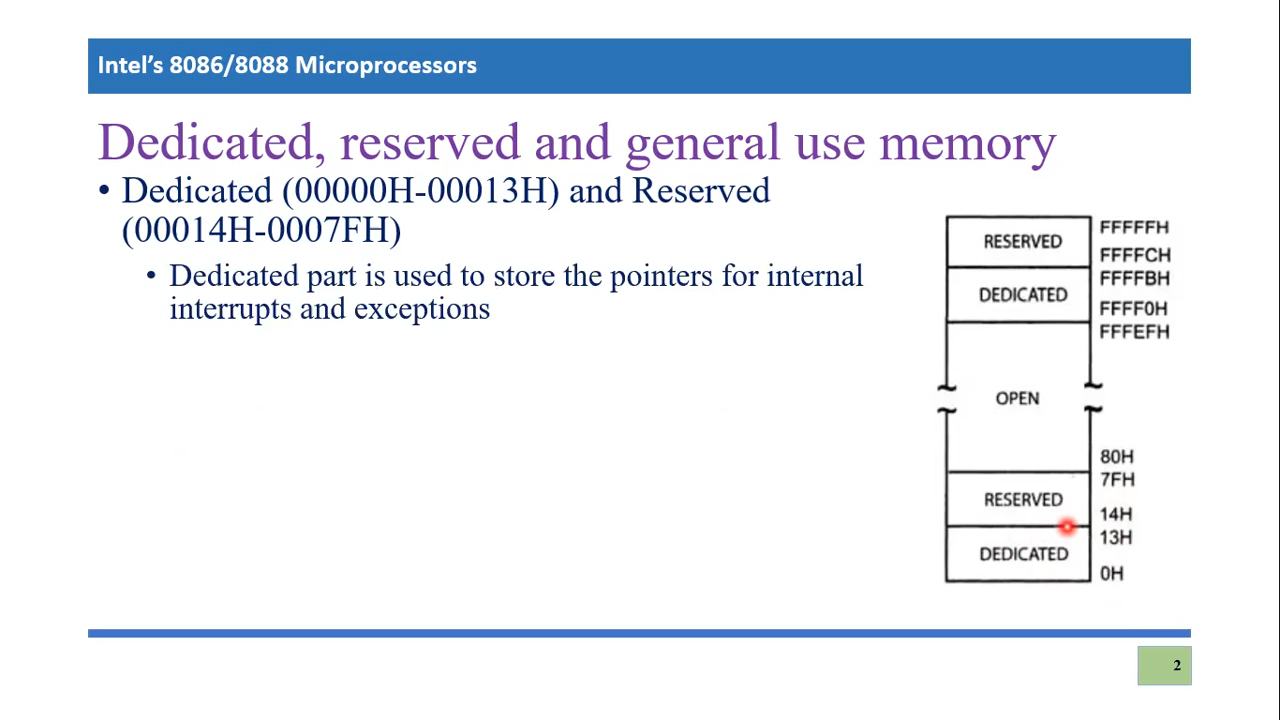 Intel's 8086/8088 Microprocessors
Dedicated, reserved and general use memory
• Dedicated (00000H-00013H) and Reserved
(00014H-0007FH)
• Dedicated part is used to store the pointers for internal
interrupts and exceptions
RESERVED
FFFFFH
FFFFCH
DEDICATED
FFFFBH
FFFF0H
FFFEFH
OPEN
80H
7FH
RESERVED
14H
13H
DEDICATED
0H
2